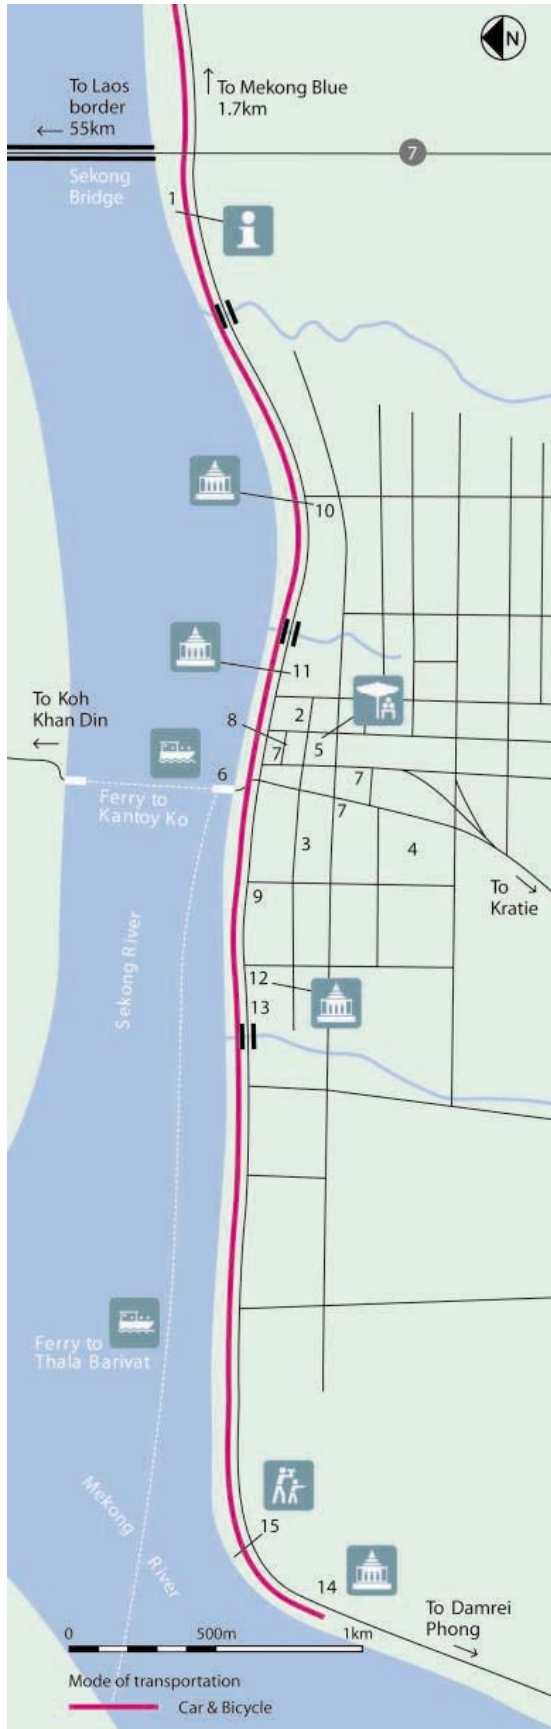 N
To Laos
border
55km
To Mekong Blue
1.7km
7
Sekong
Bridge
1
10
11
To Koh
Khan Din
8
2
7
5
6
7
Ferry to
Kantoy Ko
7
3
4
To
Kratie
9
Sekong River
12
13
Ferry to
Thala Barivat
Mekong
River
15
14
To Damrei
Phong
0 500m 1km
Mode of transportation
Car & Bicycle